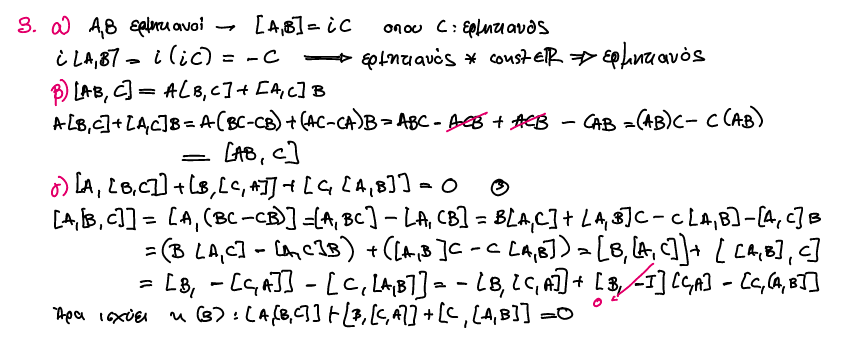 3. α) A,B ερμιτιανοί → [A,B] = iC όπου C: ερμιτιανός
i[A,B] = i(iC) = -C ⟶ ερμιτιανός * const ∈ℝ ⇒ ερμιτιανός
β) [AB,C] = A[B,C] + [A,C]B
A[B,C]+[A,C]B = A(BC-CB)+(AC-CA)B = ABC - ACB + ACB - CAB = (AB)C - C(AB)
= [AB,C]
γ) [A,[B,C]] + [B,[C,A]] + [C,[A,B]] = 0 ③
[A,[B,C]] = [A,(BC-CB)] = [A,BC] - [A,CB] = B[A,C] + [A,B]C - C[A,B] - [A,C]B
= (B[A,C] - [A,C]B) + ([A,B]C - C[A,B]) = [B,[A,C]] + [[A,B],C]
= [B, -[C,A]] - [C,[A,B]] = -[B,[C,A]] + [B,-I][C,A] - [C,[A,B]]
0
Άρα ισχύει η (3): [A,[B,C]] + [B,[C,A]] + [C,[A,B]] = 0